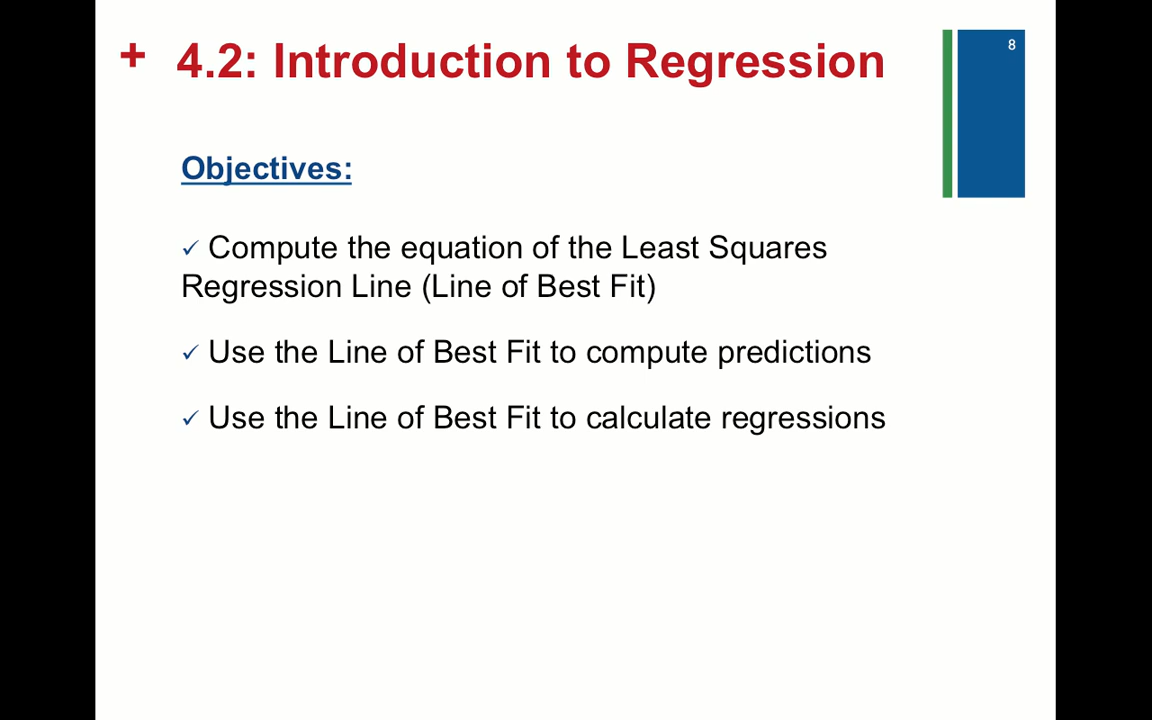 + 4.2: Introduction to Regression
8
Objectives:
✓ Compute the equation of the Least Squares
Regression Line (Line of Best Fit)
✓ Use the Line of Best Fit to compute predictions
✓ Use the Line of Best Fit to calculate regressions